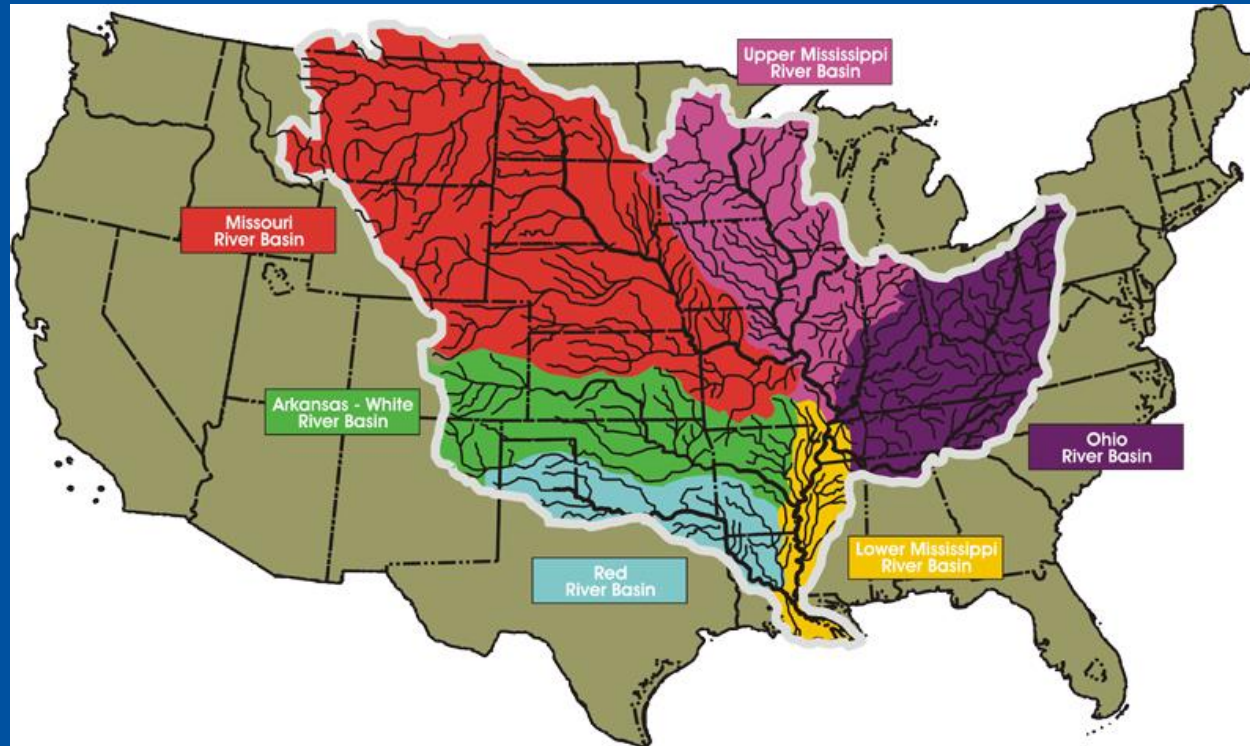 Upper Mississippi
River Basin
Missouri
River Basin
Arkansas - White
River Basin
Ohio
River Basin
Lower Mississippi
River Basin
Red
River Basin